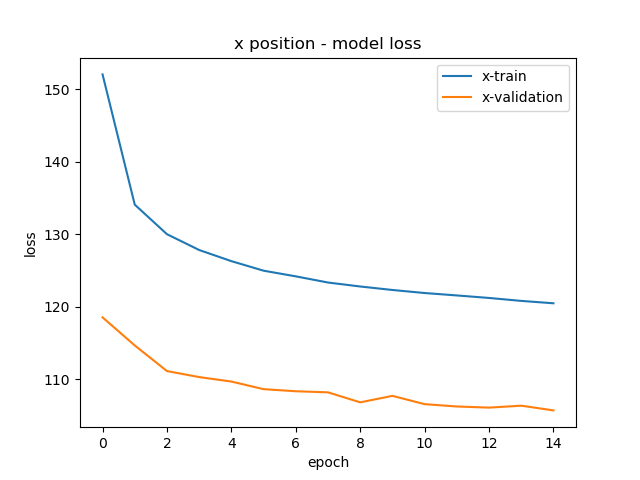 x position - model loss
x-train
x-validation
150
140
130
120
110
loss
0 2 4 6 8 10 12 14
epoch